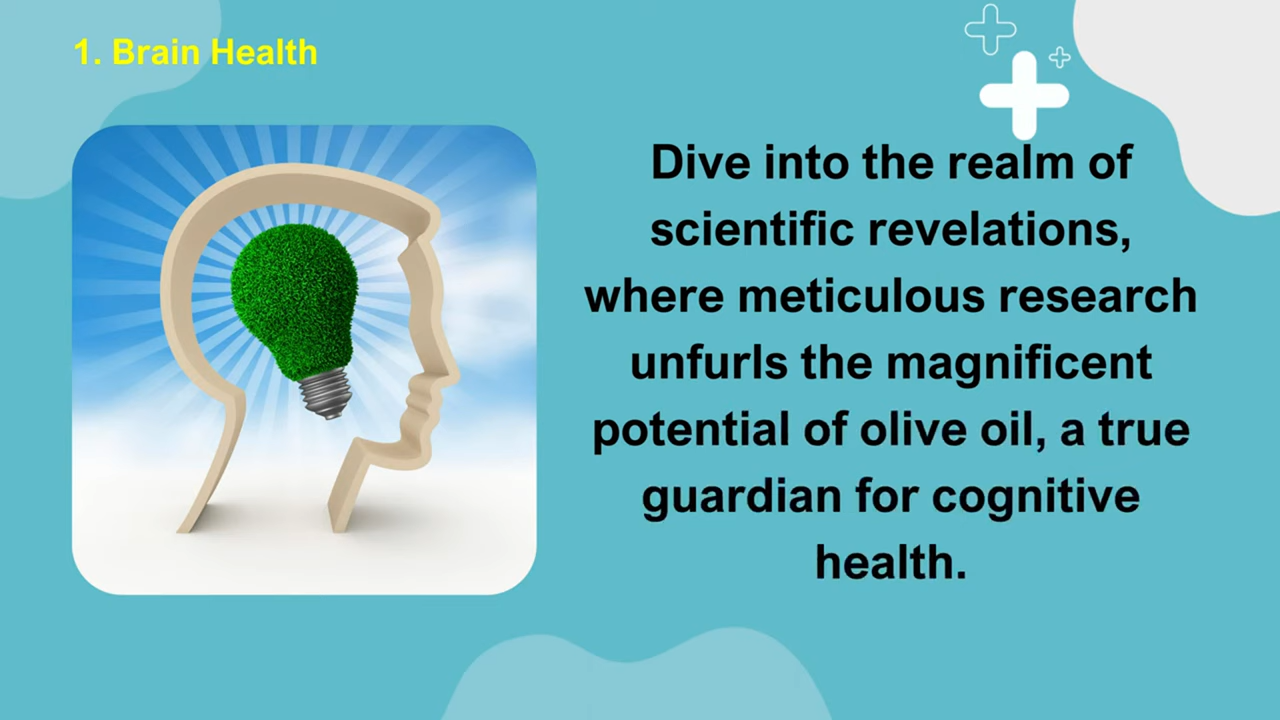 1. Brain Health
Dive into the realm of
scientific revelations,
where meticulous research
unfurls the magnificent
potential of olive oil, a true
guardian for cognitive
health.